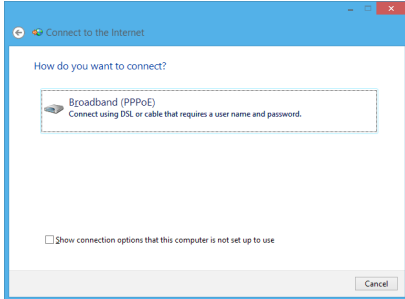 Connect to the Internet
How do you want to connect?
Broadband (PPPoE)
Connect using DSL or cable that requires a user name and password.
Show connection options that this computer is not set up to use
Cancel